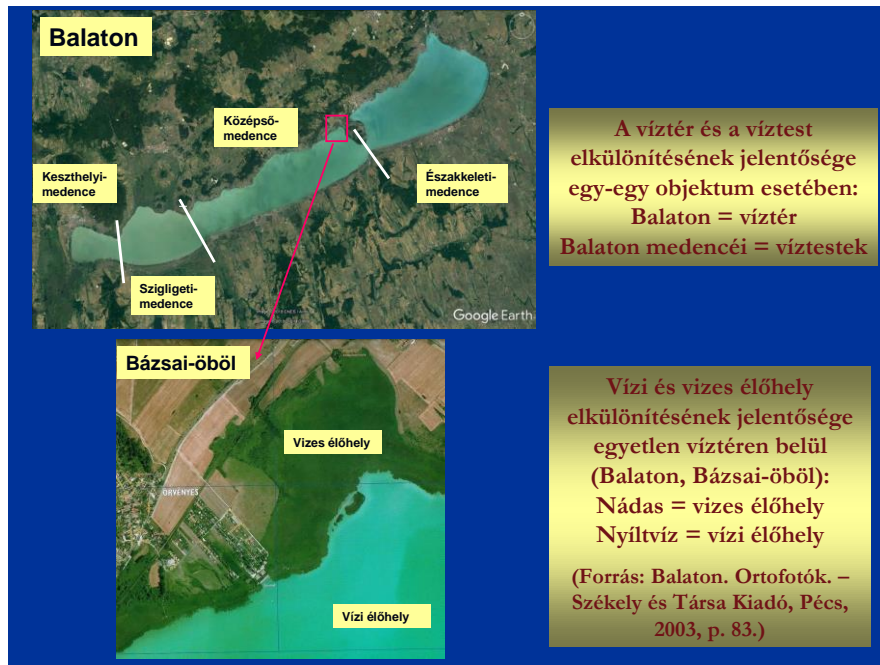 Balaton
Középső-
medence
Keszthelyi-
medence
Északkeleti-
medence
Szigligeti-
medence
Google Earth
A víztér és a víztest
elkülönítésének jelentősége
egy-egy objektum esetében:
Balaton = víztér
Balaton medencéi = víztestek
Bázsai-öböl
Vizes élőhely
ÖRVÉNYES
Vízi élőhely
Vízi és vizes élőhely
elkülönítésének jelentősége
egyetlen víztéren belül
(Balaton, Bázsai-öböl):
Nádas = vizes élőhely
Nyíltvíz = vízi élőhely
(Forrás: Balaton. Ortofotók. –
Székely és Társa Kiadó, Pécs,
2003, p. 83.)